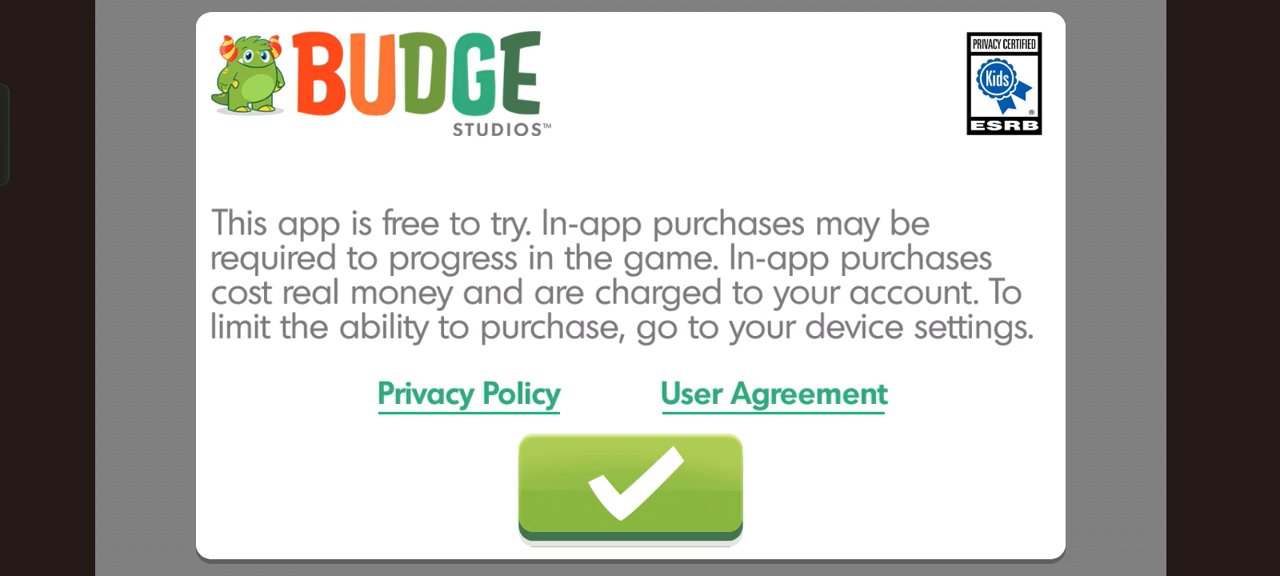 BUDGE
STUDIOS™
PRIVACY CERTIFIED
Kids
®
ESRB
This app is free to try. In-app purchases may be
required to progress in the game. In-app purchases
cost real money and are charged to your account. To
limit the ability to purchase, go to your device settings.
Privacy Policy
User Agreement